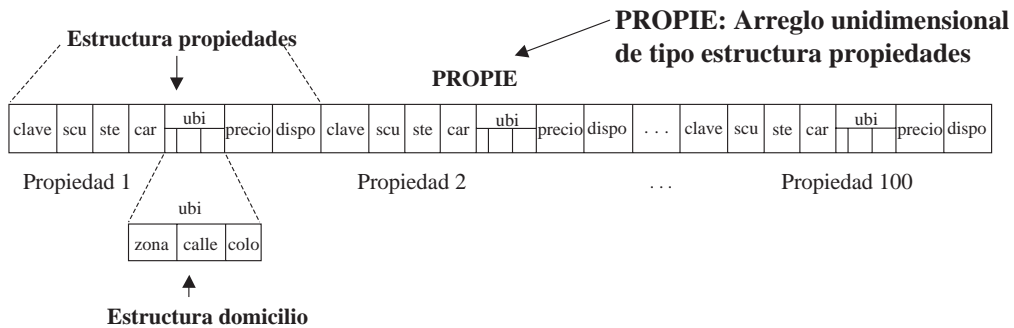 PROPIE: Arreglo unidimensional
de tipo estructura propiedades
Estructura propiedades
PROPIE
clave scu ste car ubi precio dispo clave scu ste car ubi precio dispo . . . clave scu ste car ubi precio dispo
Propiedad 1 Propiedad 2 . . . Propiedad 100
ubi
zona calle colo
Estructura domicilio